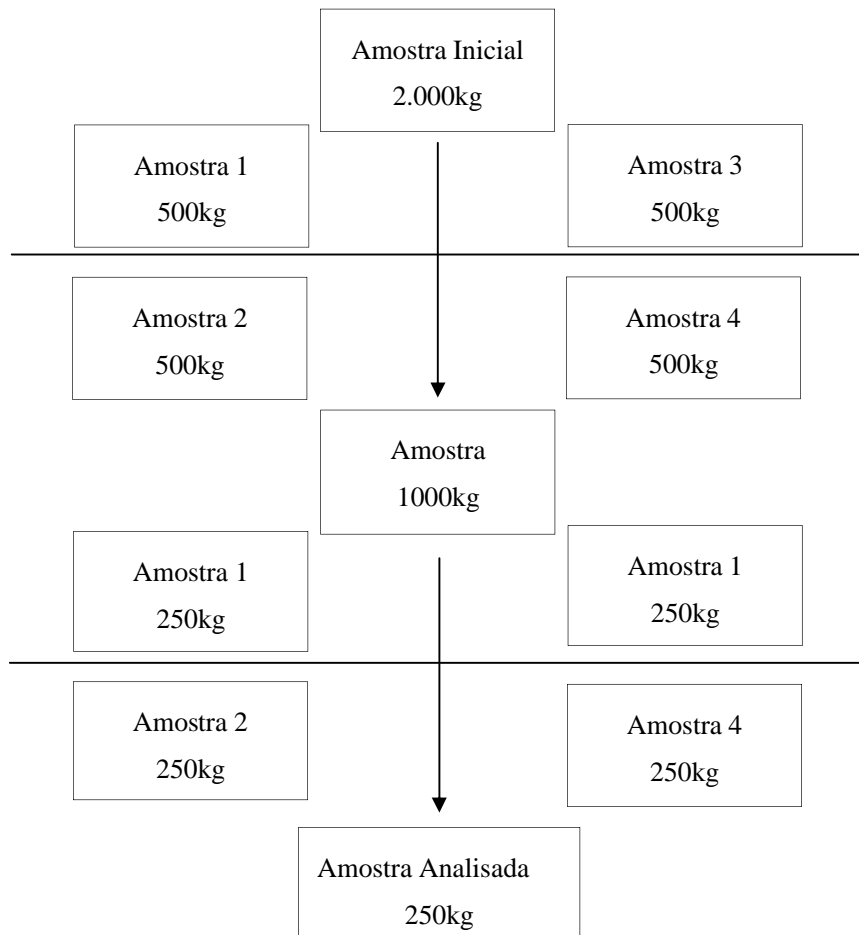 Amostra Inicial
2.000kg
Amostra 1
500kg
Amostra 3
500kg
Amostra 2
500kg
Amostra 4
500kg
Amostra
1000kg
Amostra 1
250kg
Amostra 1
250kg
Amostra 2
250kg
Amostra 4
250kg
Amostra Analisada
250kg